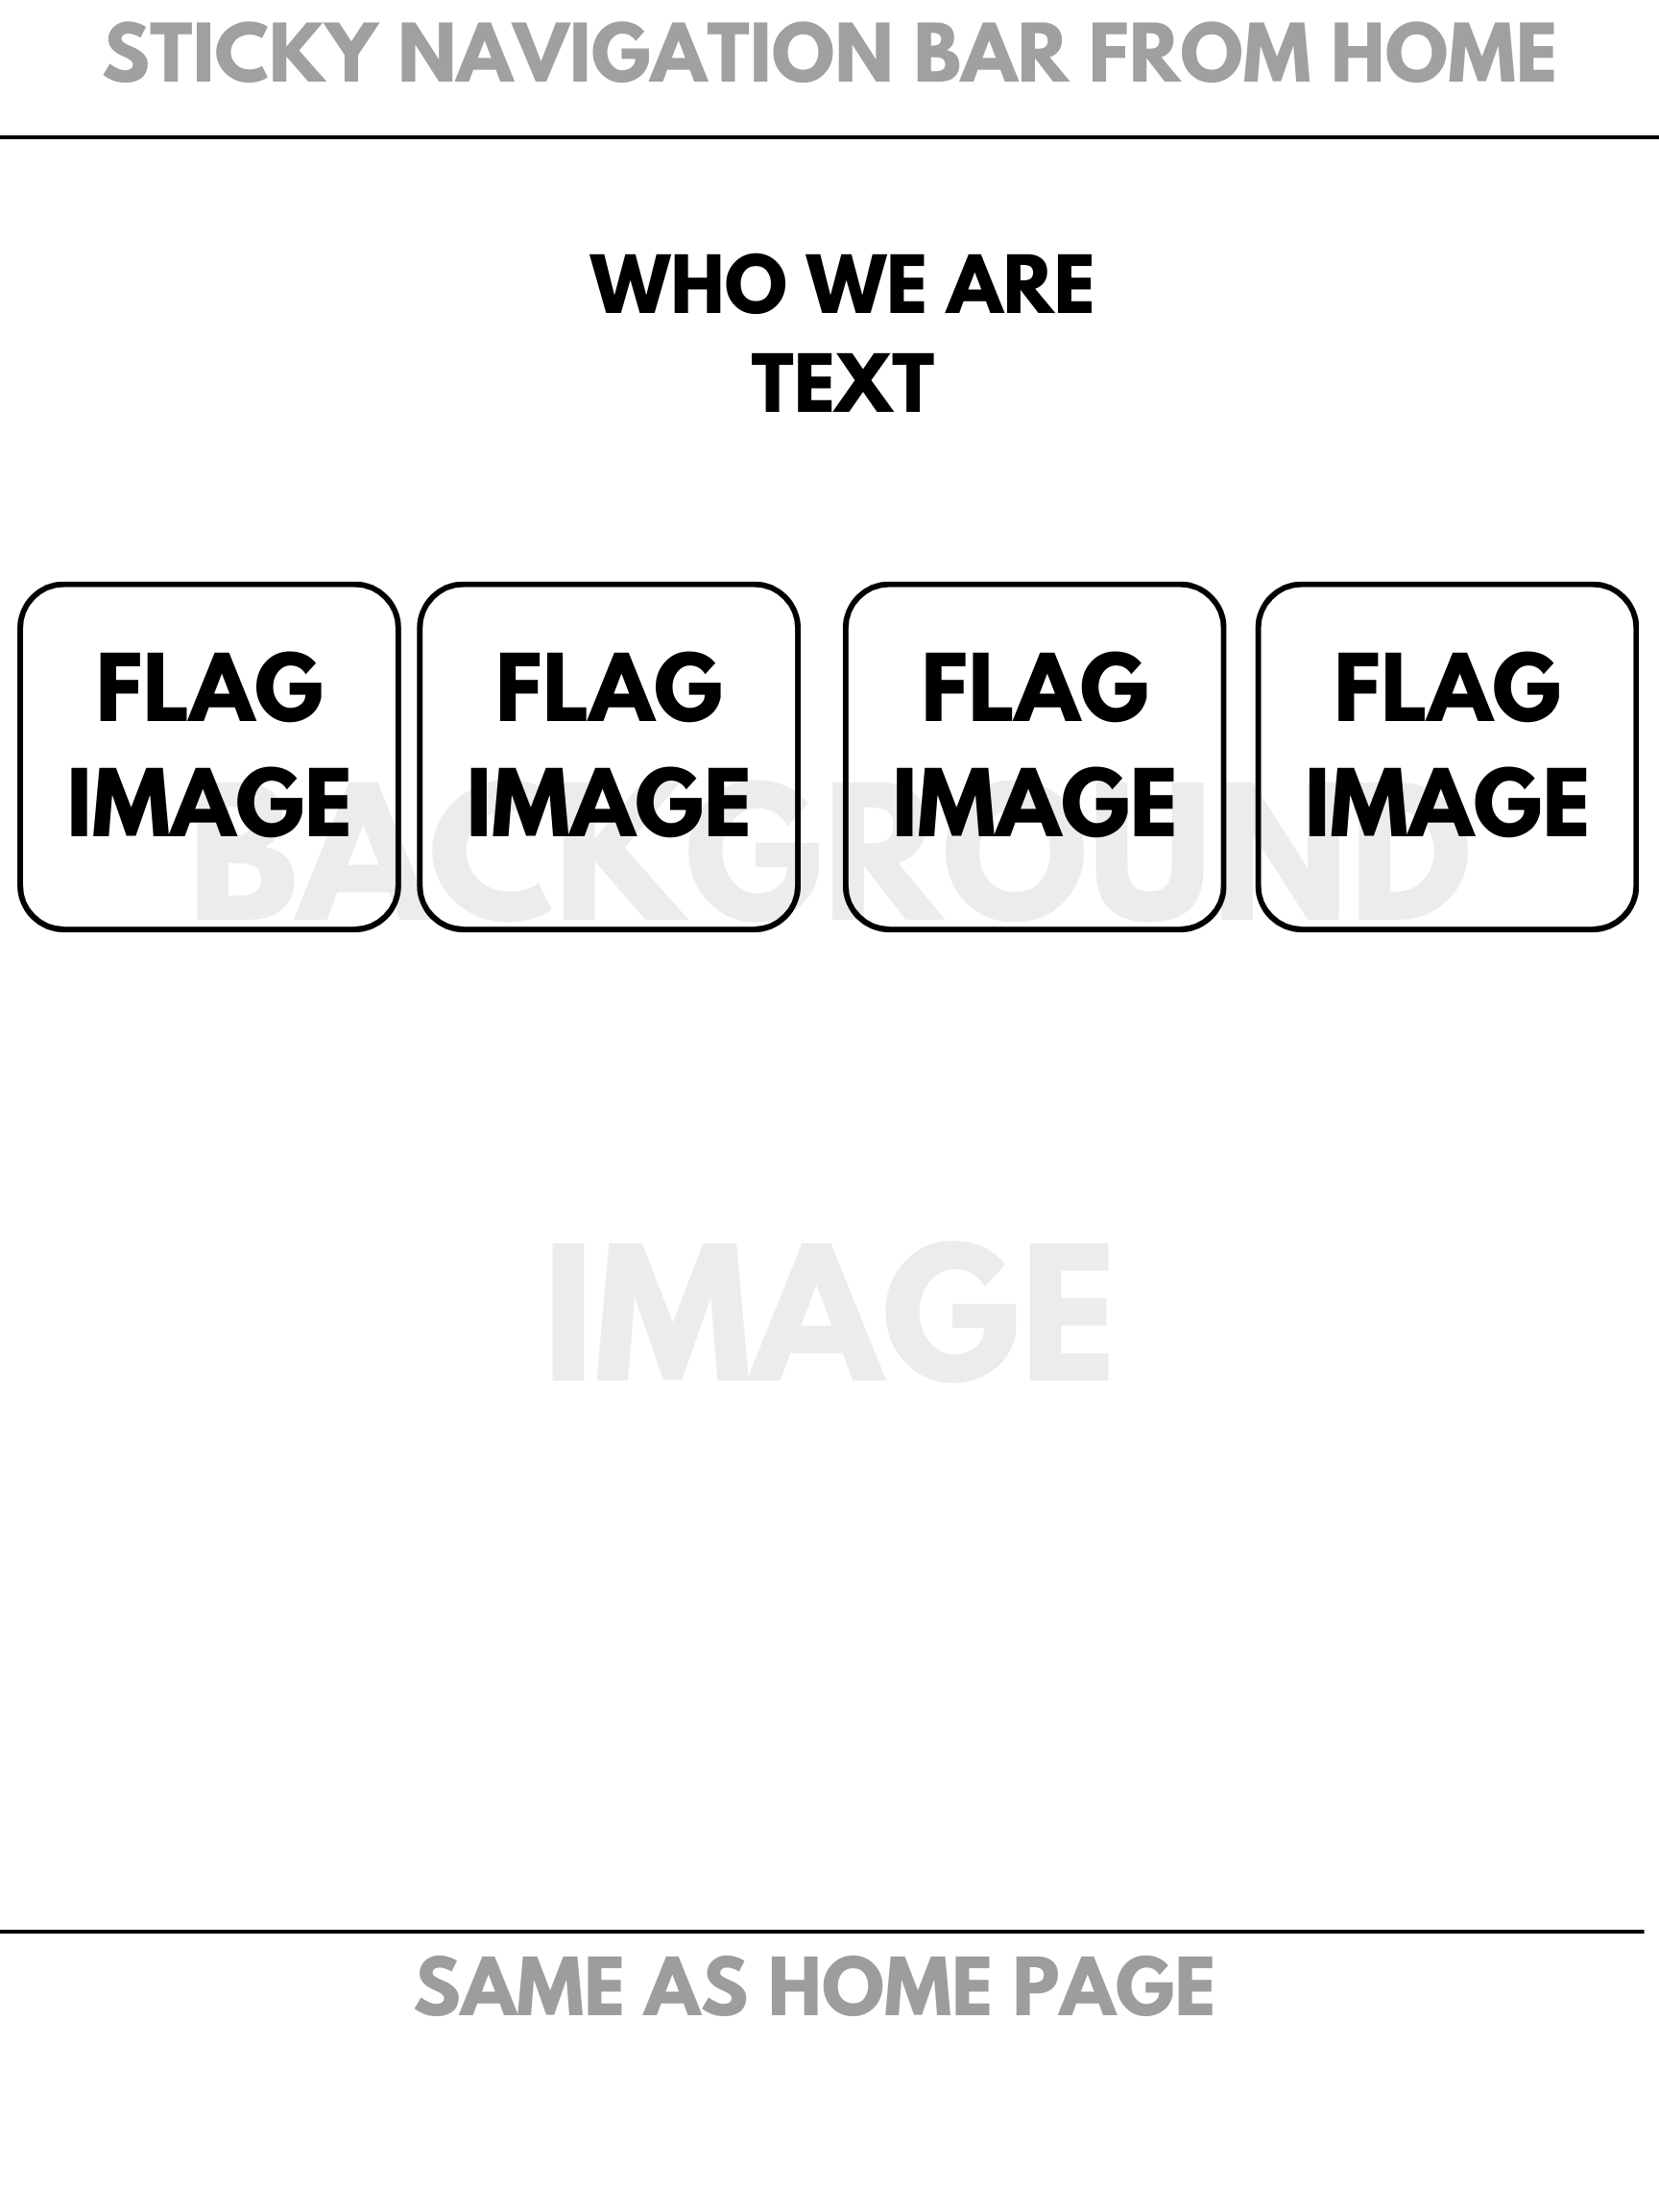 STICKY NAVIGATION BAR FROM HOME
WHO WE ARE
TEXT
FLAG
IMAGE
FLAG
IMAGE
FLAG
IMAGE
FLAG
IMAGE
BACKGROUND
IMAGE
SAME AS HOME PAGE